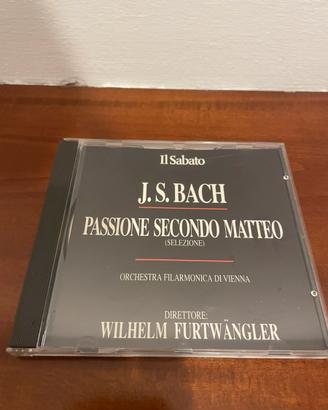 Il Sabato
J. S. BACH
PASSIONE SECONDO MATTEO
(SELEZIONE)
ORCHESTRA FILARMONICA DI VIENNA
DIRETTORE:
WILHELM FURTWÄNGLER